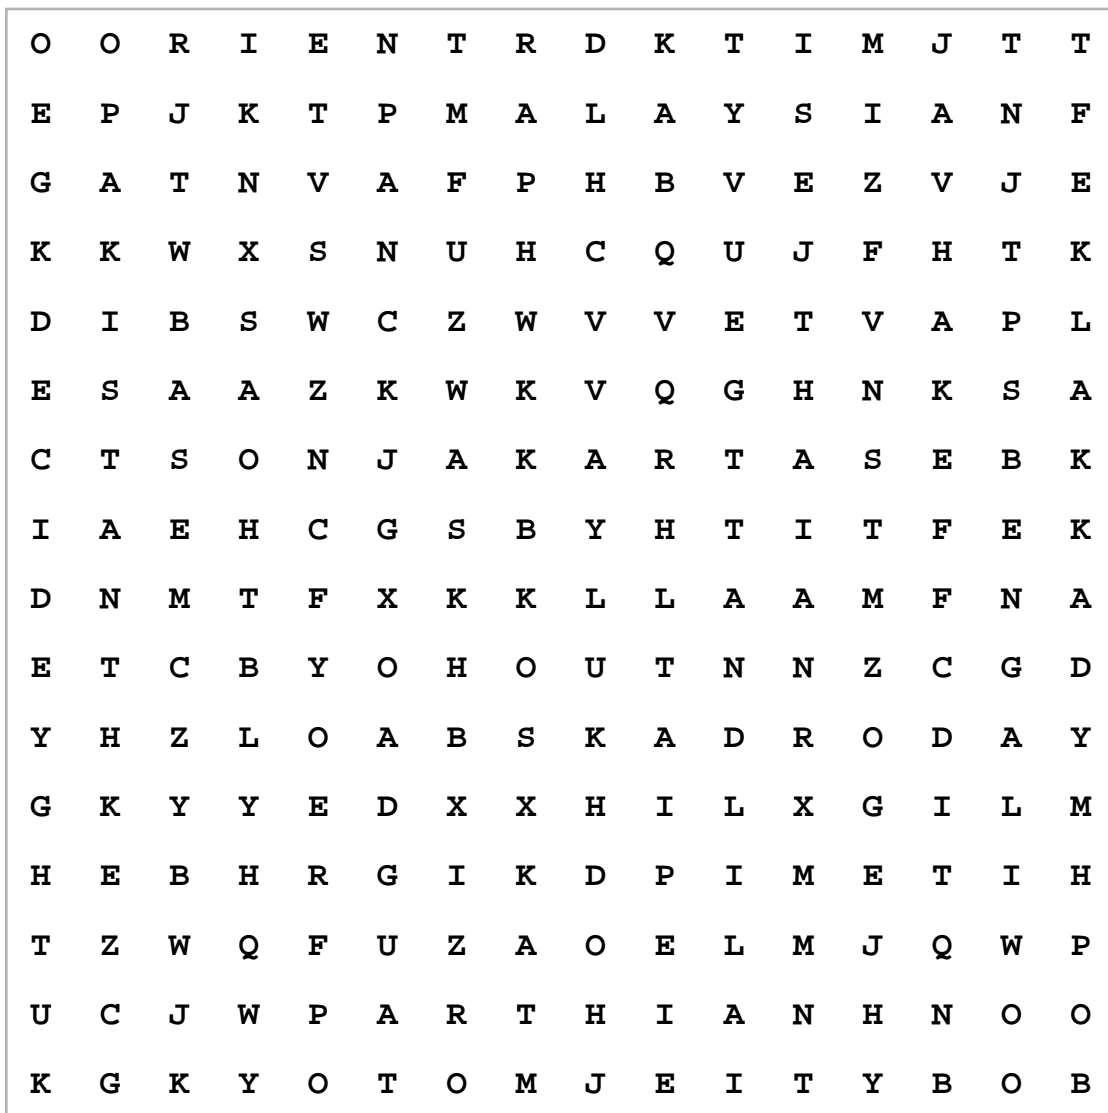 O O R I E N T R D K T I M J T T
E P J K T P M A L A Y S I A N F
G A T N V A F P H B V E Z V J E
K K W X S N U H C Q U J F H T K
D I B S W C Z W V V E T V A P L
E S A A Z K W K V Q G H N K S A
C T S O N J A K A R T A S E B K
I A E H C G S B Y H T I T F E K
D N M T F X K K L L A A M F N A
E T C B Y O H O U T N N Z C G D
Y H Z L O A B S K A D R O D A Y
G K Y Y E D X X H I L X G I L M
H E B H R G I K D P I M E T I H
T Z W Q F U Z A O E L M J Q W P
U C J W P A R T H I A N H N O O
K G K Y O T O M J E I T Y B O B